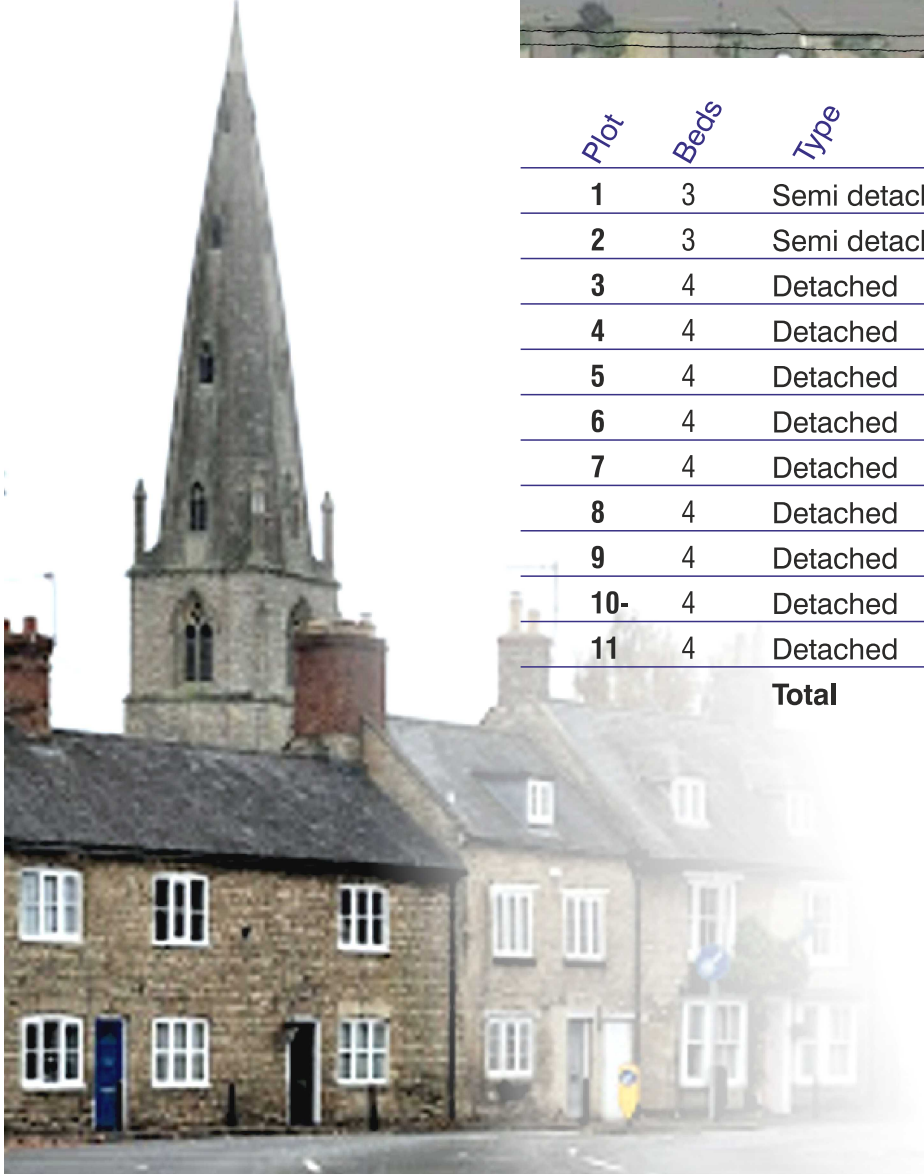 Plot Beds Type
1 3 Semi detach
2 3 Semi detach
3 4 Detached
4 4 Detached
5 4 Detached
6 4 Detached
7 4 Detached
8 4 Detached
9 4 Detached
10- 4 Detached
11 4 Detached
Total